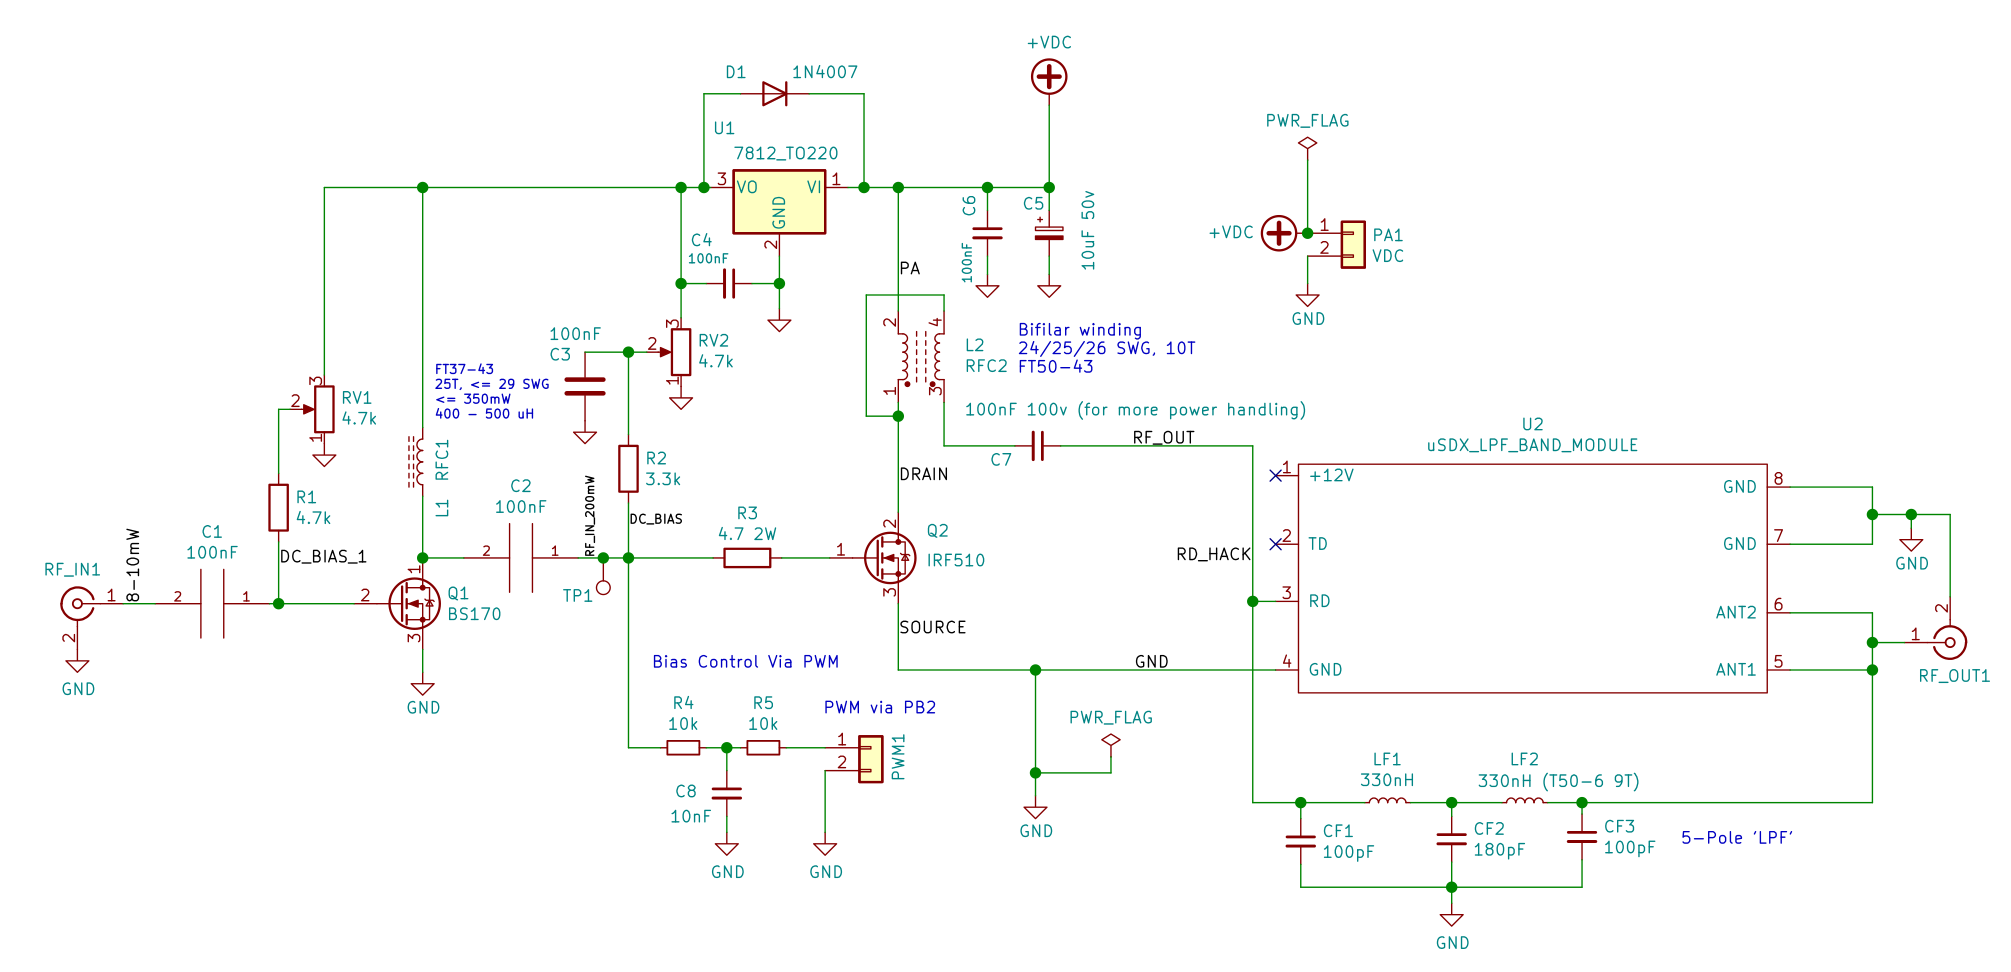 +VDC
D1 1N4007
U1
7812_TO220
3 VO VI 1
GND
2
C4
100nF
C6
100nF
C5
10uF 50v
PWR_FLAG
+VDC
1
2
PA1
VDC
GND
PA
100nF
C3
3
2
1
RV2
4.7k
FT37-43
25T, <= 29 SWG
<= 350mW
400 - 500 uH
3
2
1
RV1
4.7k
2
4
1
3
L2
RFC2
Bifilar winding
24/25/26 SWG, 10T
FT50-43
100nF 100v (for more power handling)
C7
RF_OUT
RFC1
L1
R1
4.7k
R2
3.3k
C2
100nF
2
1
RF_IN_200mW
DC_BIAS
TP1
R3
4.7 2W
DRAIN
2
1
3
Q2
IRF510
SOURCE
RF_IN1
1
2
GND
8-10mW
C1
100nF
2
1
DC_BIAS_1
1
2
3
Q1
BS170
GND
U2
uSDX_LPF_BAND_MODULE
1 +12V
2 TD
RD_HACK
3 RD
GND
4 GND
GND 8
GND 7
ANT2 6
ANT1 5
GND
2
1
RF_OUT1
Bias Control Via PWM
R4
10k
R5
10k
PWM via PB2
1
2
PWM1
C8
10nF
GND
GND
PWR_FLAG
GND
LF1
330nH
LF2
330nH (T50-6 9T)
CF1
100pF
CF2
180pF
CF3
100pF
5-Pole 'LPF'
GND